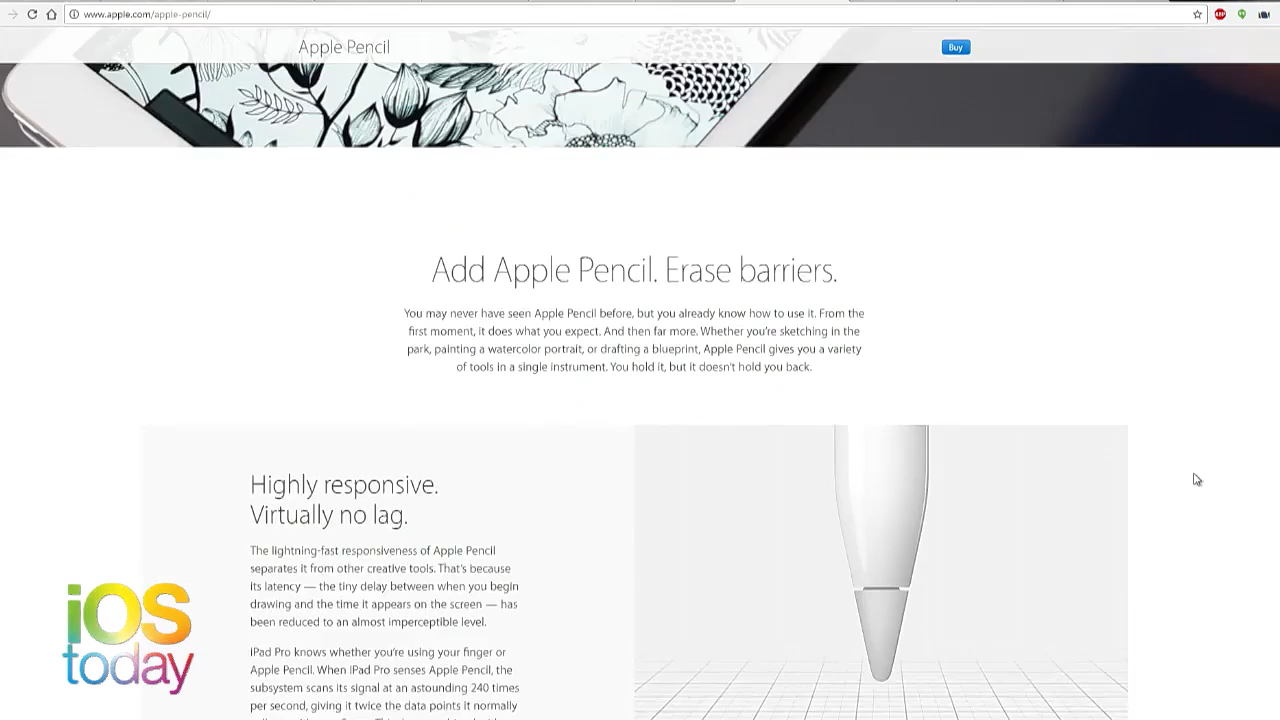 www.apple.com/apple-pencil/
ABP
Apple Pencil
Buy
Add Apple Pencil. Erase barriers.
You may never have seen Apple Pencil before, but you already know how to use it. From the
first moment, it does what you expect. And then far more. Whether you're sketching in the
park, painting a watercolor portrait, or drafting a blueprint, Apple Pencil gives you a variety
of tools in a single instrument. You hold it, but it doesn't hold you back.
Highly responsive.
Virtually no lag.
The lightning-fast responsiveness of Apple Pencil
separates it from other creative tools. That's because
its latency — the tiny delay between when you begin
drawing and the time it appears on the screen — has
been reduced to an almost imperceptible level.
iPad Pro knows whether you're using your finger or
Apple Pencil. When iPad Pro senses Apple Pencil, the
subsystem scans its signal at an astounding 240 times
per second, giving it twice the data points it normally
iOS
today